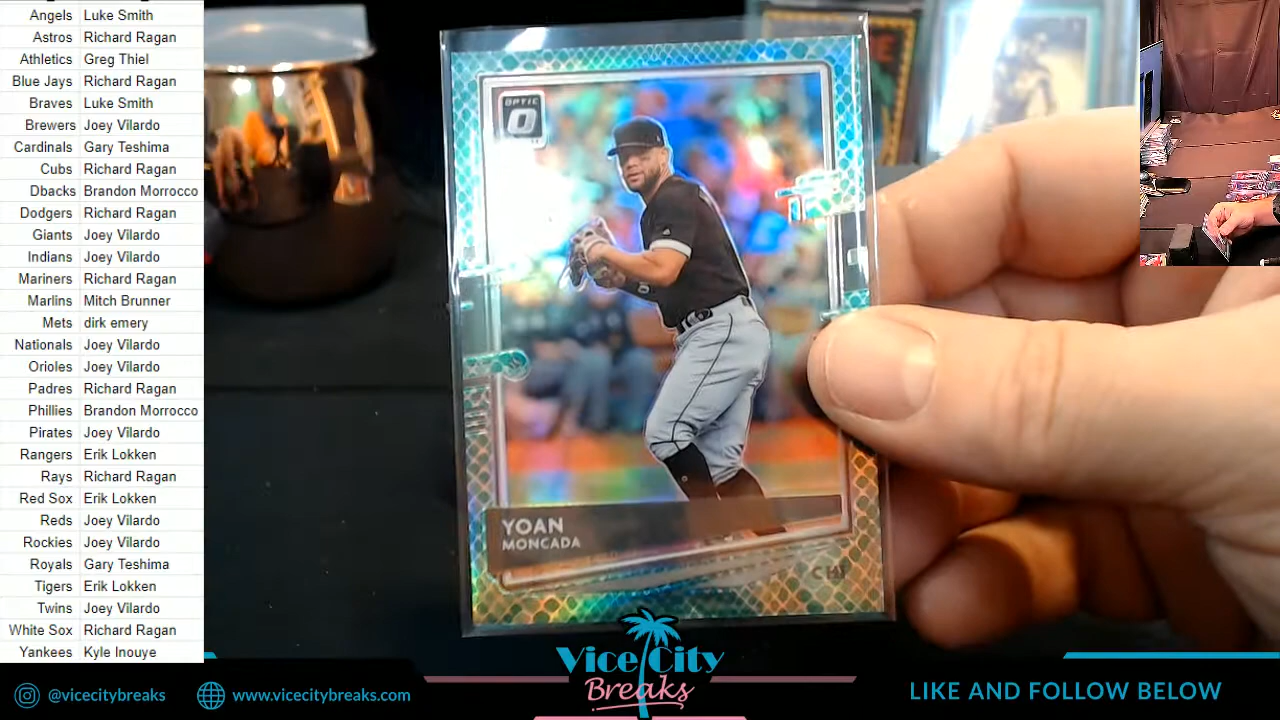 Angels Luke Smith
Astros Richard Ragan
Athletics Greg Thiel
Blue Jays Richard Ragan
Braves Luke Smith
Brewers Joey Vilardo
Cardinals Gary Teshima
Cubs Richard Ragan
Dbacks Brandon Morrocco
Dodgers Richard Ragan
Giants Joey Vilardo
Indians Joey Vilardo
Mariners Richard Ragan
Marlins Mitch Brunner
Mets dirk emery
Nationals Joey Vilardo
Orioles Joey Vilardo
Padres Richard Ragan
Phillies Brandon Morrocco
Pirates Joey Vilardo
Rangers Erik Lokken
Rays Richard Ragan
Red Sox Erik Lokken
Reds Joey Vilardo
Rockies Joey Vilardo
Royals Gary Teshima
Tigers Erik Lokken
Twins Joey Vilardo
White Sox Richard Ragan
Yankees Kyle Inouye
OPTIC
O
YOAN
MONCADA
@vicecitybreaks
www.vicecitybreaks.com
Vice City
Breaks
LIKE AND FOLLOW BELOW